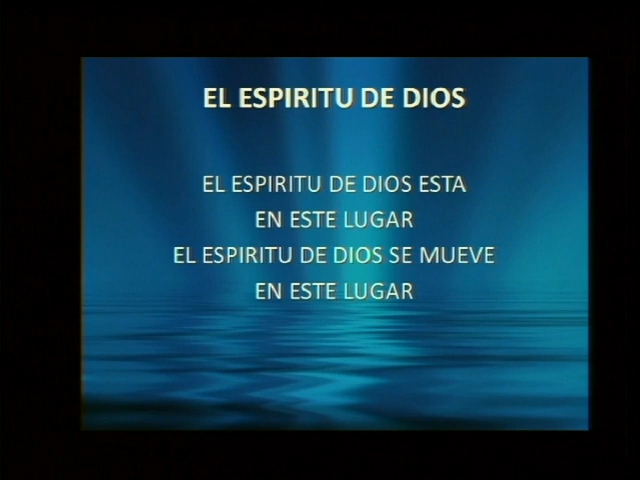 EL ESPIRITU DE DIOS
EL ESPIRITU DE DIOS ESTA
EN ESTE LUGAR
EL ESPIRITU DE DIOS SE MUEVE
EN ESTE LUGAR